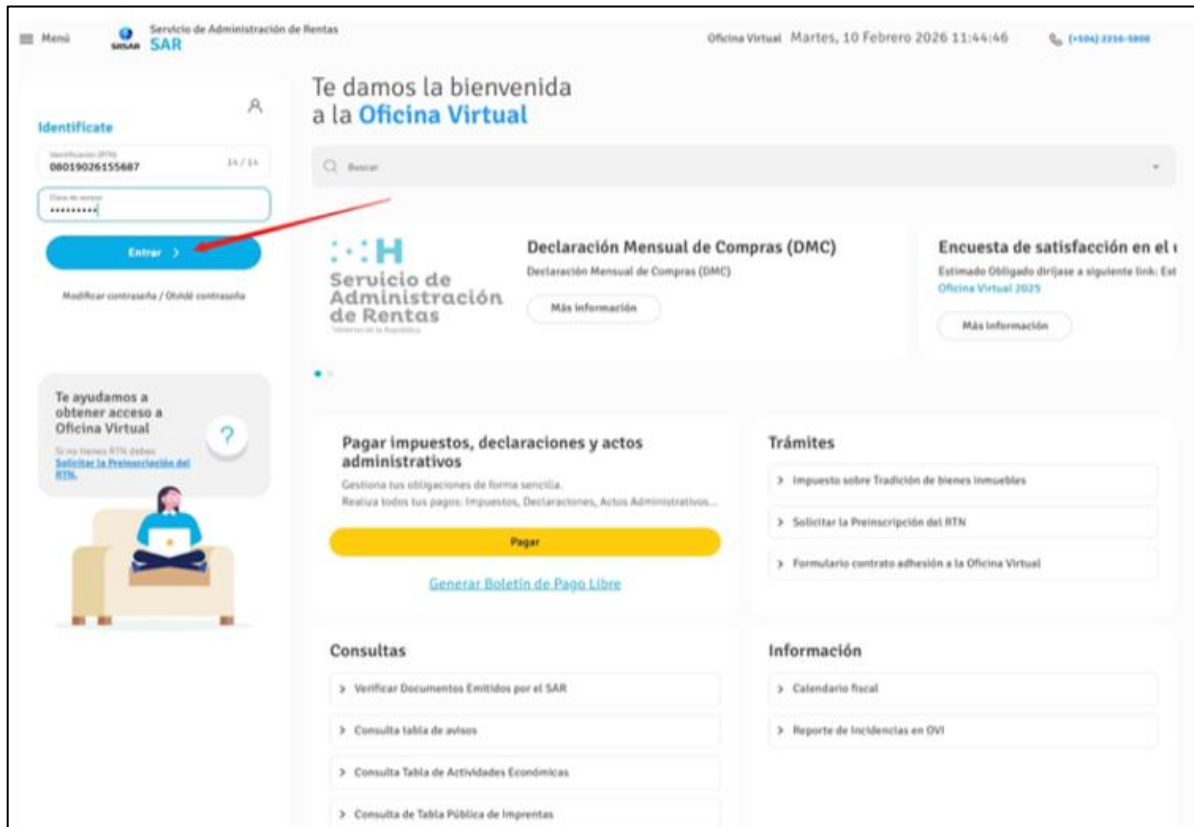 Menú
SIISAR
Servicio de Administración de Rentas
SAR
Oficina Virtual Martes, 10 Febrero 2026 11:44:46
(+504) 2216-5800
Identifícate
Identificación (RTN)
08019026155687
14 / 14
Clave de acceso
•••••••••
Entrar >
Modificar contraseña / Olvidé contraseña
Te ayudamos a
obtener acceso a
Oficina Virtual
?
Si no tienes RTN debes:
Solicitar la Preinscripción del
RTN.
Te damos la bienvenida
a la Oficina Virtual
Buscar
H
Servicio de
Administración
de Rentas
Declaración Mensual de Compras (DMC)
Declaración Mensual de Compras (DMC)
Más información
Encuesta de satisfacción en el u
Estimado Obligado diríjase a siguiente link: Est
Oficina Virtual 2025
Más información
Pagar impuestos, declaraciones y actos
administrativos
Gestiona tus obligaciones de forma sencilla.
Realiza todos tus pagos: Impuestos, Declaraciones, Actos Administrativos...
Pagar
Generar Boletín de Pago Libre
Trámites
> Impuesto sobre Tradición de bienes inmuebles
> Solicitar la Preinscripción del RTN
> Formulario contrato adhesión a la Oficina Virtual
Consultas
> Verificar Documentos Emitidos por el SAR
> Consulta tabla de avisos
> Consulta Tabla de Actividades Económicas
> Consulta de Tabla Pública de Imprentas
Información
> Calendario fiscal
> Reporte de Incidencias en OVI